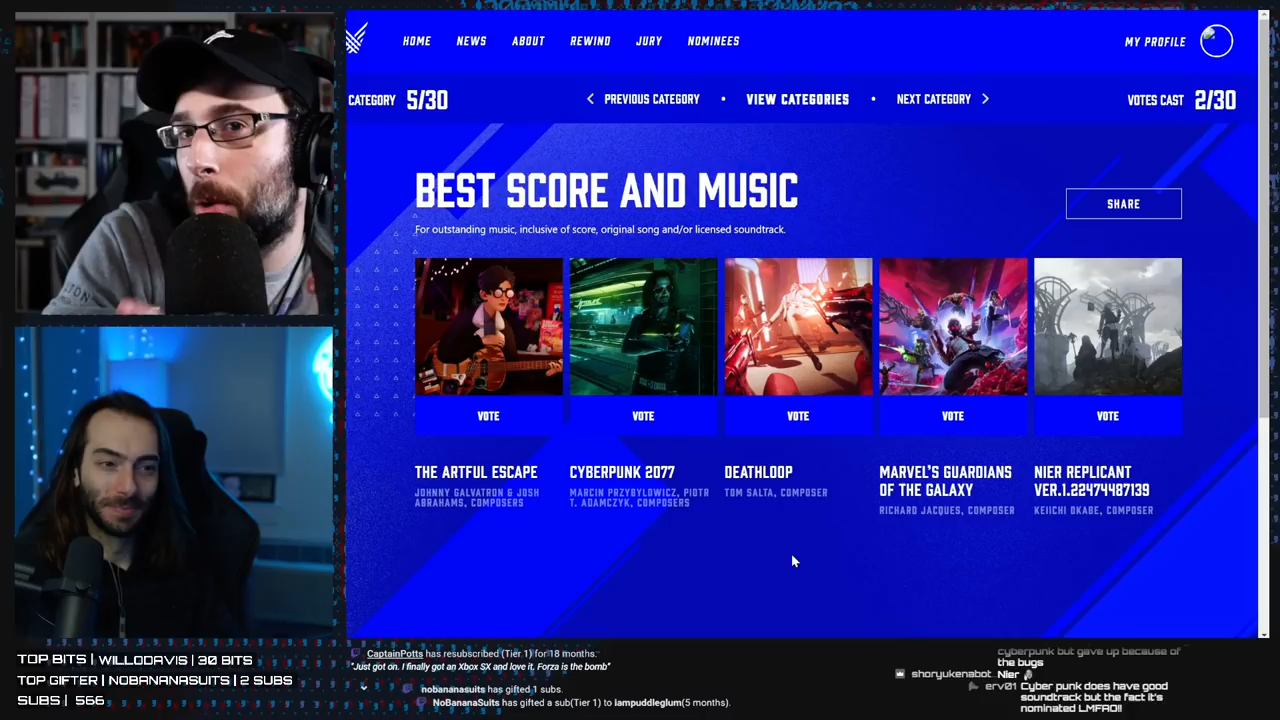 HOME NEWS ABOUT REWIND JURY NOMINEES MY PROFILE
CATEGORY 5/30 PREVIOUS CATEGORY • VIEW CATEGORIES • NEXT CATEGORY VOTES CAST 2/30
BEST SCORE AND MUSIC
SHARE
For outstanding music, inclusive of score, original song and/or licensed soundtrack.
VOTE VOTE VOTE VOTE VOTE
THE ARTFUL ESCAPE
JOHNNY GALVATRON & JOSH
ABRAHAMS, COMPOSERS
CYBERPUNK 2077
MARCIN PRZYBYLOWICZ, PIOTR
T. ADAMCZYK, COMPOSERS
DEATHLOOP
TOM SALTA, COMPOSER
MARVEL'S GUARDIANS
OF THE GALAXY
RICHARD JACQUES, COMPOSER
NIER REPLICANT
VER.1.22474487139
KEIICHI OKABE, COMPOSER
TOP BITS | WILLODAVIS | 30 BITS
TOP GIFTER | NOBANANASUITS | 2 SUBS
SUBS | 566
CaptainPotts has resubscribed (Tier 1) for 18 months.
"Just got on. I finally got an Xbox SX and love it. Forza is the bomb"
nobananasuits has gifted 1 subs.
NoBananaSuits has gifted a sub(Tier 1) to iampuddleglum(5 months).
cyberpunk but gave up because of
the bugs
shoryukenabot Nier
erv01 Cyber punk does have good
soundtrack but the fact it's
nominated LMFAO!!